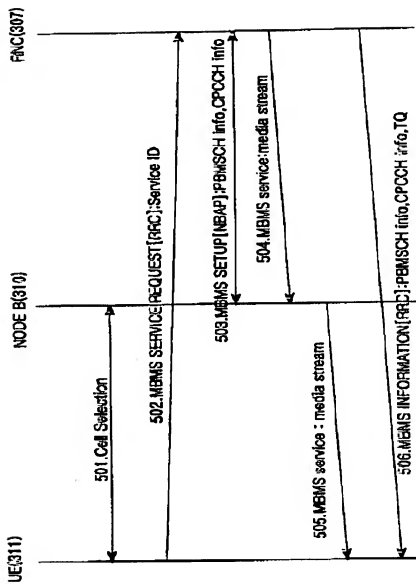 UE(311)
NODE B(310)
RNC(307)
501.Cell Selection
502.MBMS SERVICE REQUEST[RRC]:Service ID
503.MBMS SETUP[NBAP]:PBMSCH info,CPCCH info
504.MBMS service:media stream
505.MBMS service : media stream
506.MBMS INFORMATION[RRC]:PBMSCH info,CPCCH info,TQ